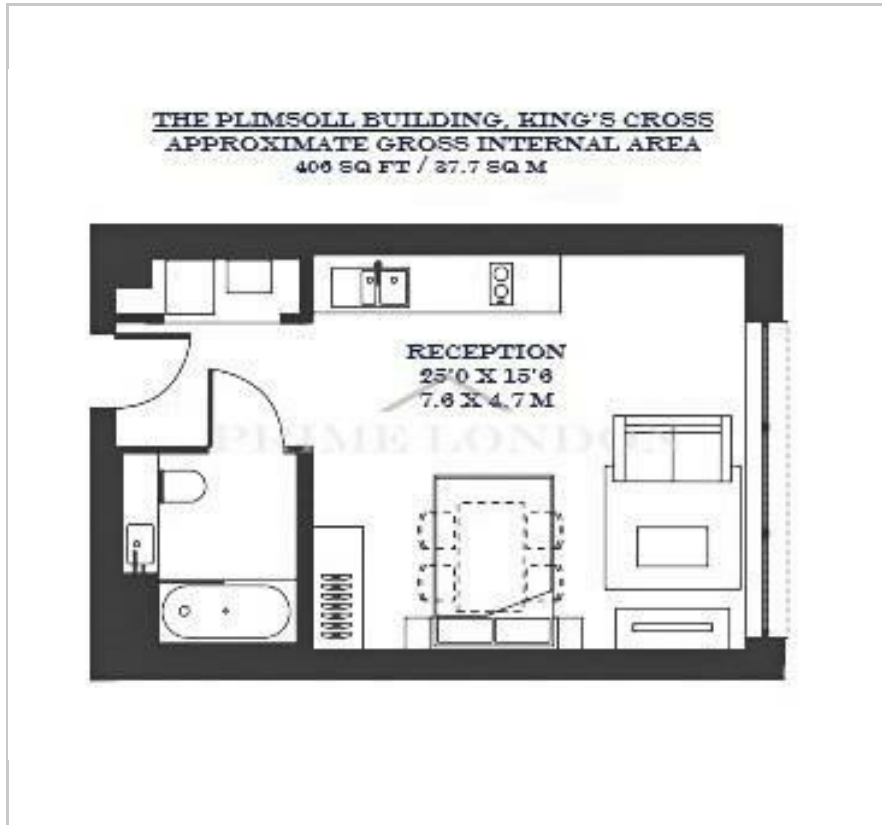 THE PLIMSOLL BUILDING, KING'S CROSS
APPROXIMATE GROSS INTERNAL AREA
406 SQ FT / 37.7 SQ M
RECEPTION
25'0 X 15'6
7.6 X 4.7 M
PRIME LONDON